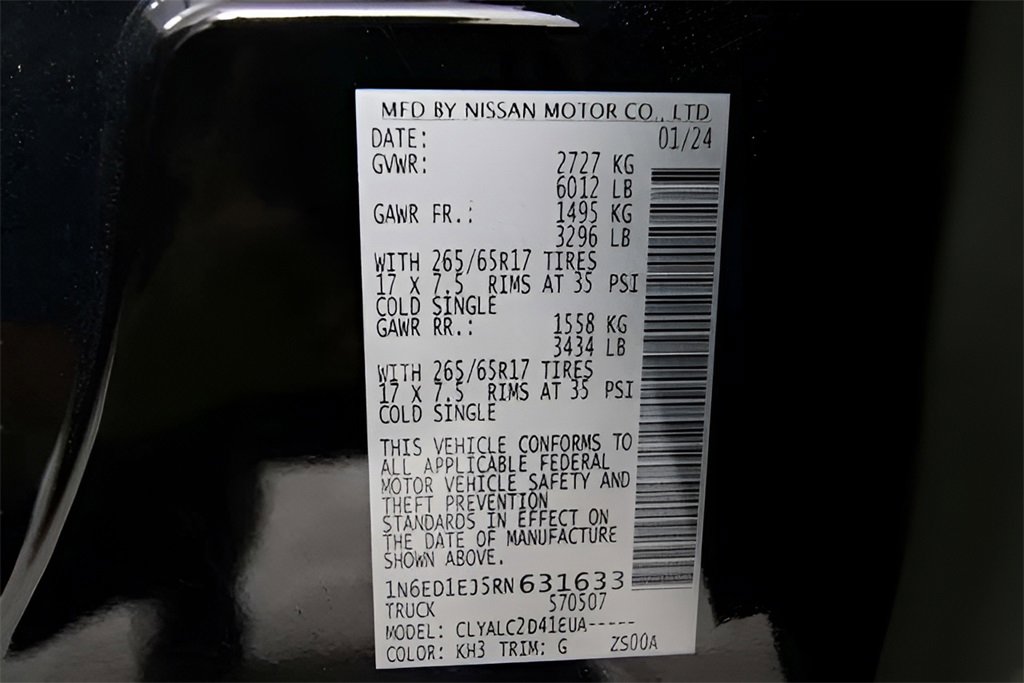 MFD BY NISSAN MOTOR CO., LTD
DATE: 01/24
GVWR: 2727 KG
6012 LB
GAWR FR.: 1495 KG
3296 LB
WITH 265/65R17 TIRES
17 X 7.5 RIMS AT 35 PSI
COLD SINGLE
GAWR RR.: 1558 KG
3434 LB
WITH 265/65R17 TIRES
17 X 7.5 RIMS AT 35 PSI
COLD SINGLE
THIS VEHICLE CONFORMS TO
ALL APPLICABLE FEDERAL
MOTOR VEHICLE SAFETY AND
THEFT PREVENTION
STANDARDS IN EFFECT ON
THE DATE OF MANUFACTURE
SHOWN ABOVE.
1N6ED1EJ5RN631633
TRUCK S70507
MODEL: CLYALC2D41EUA-----
COLOR: KH3 TRIM: G ZS00A